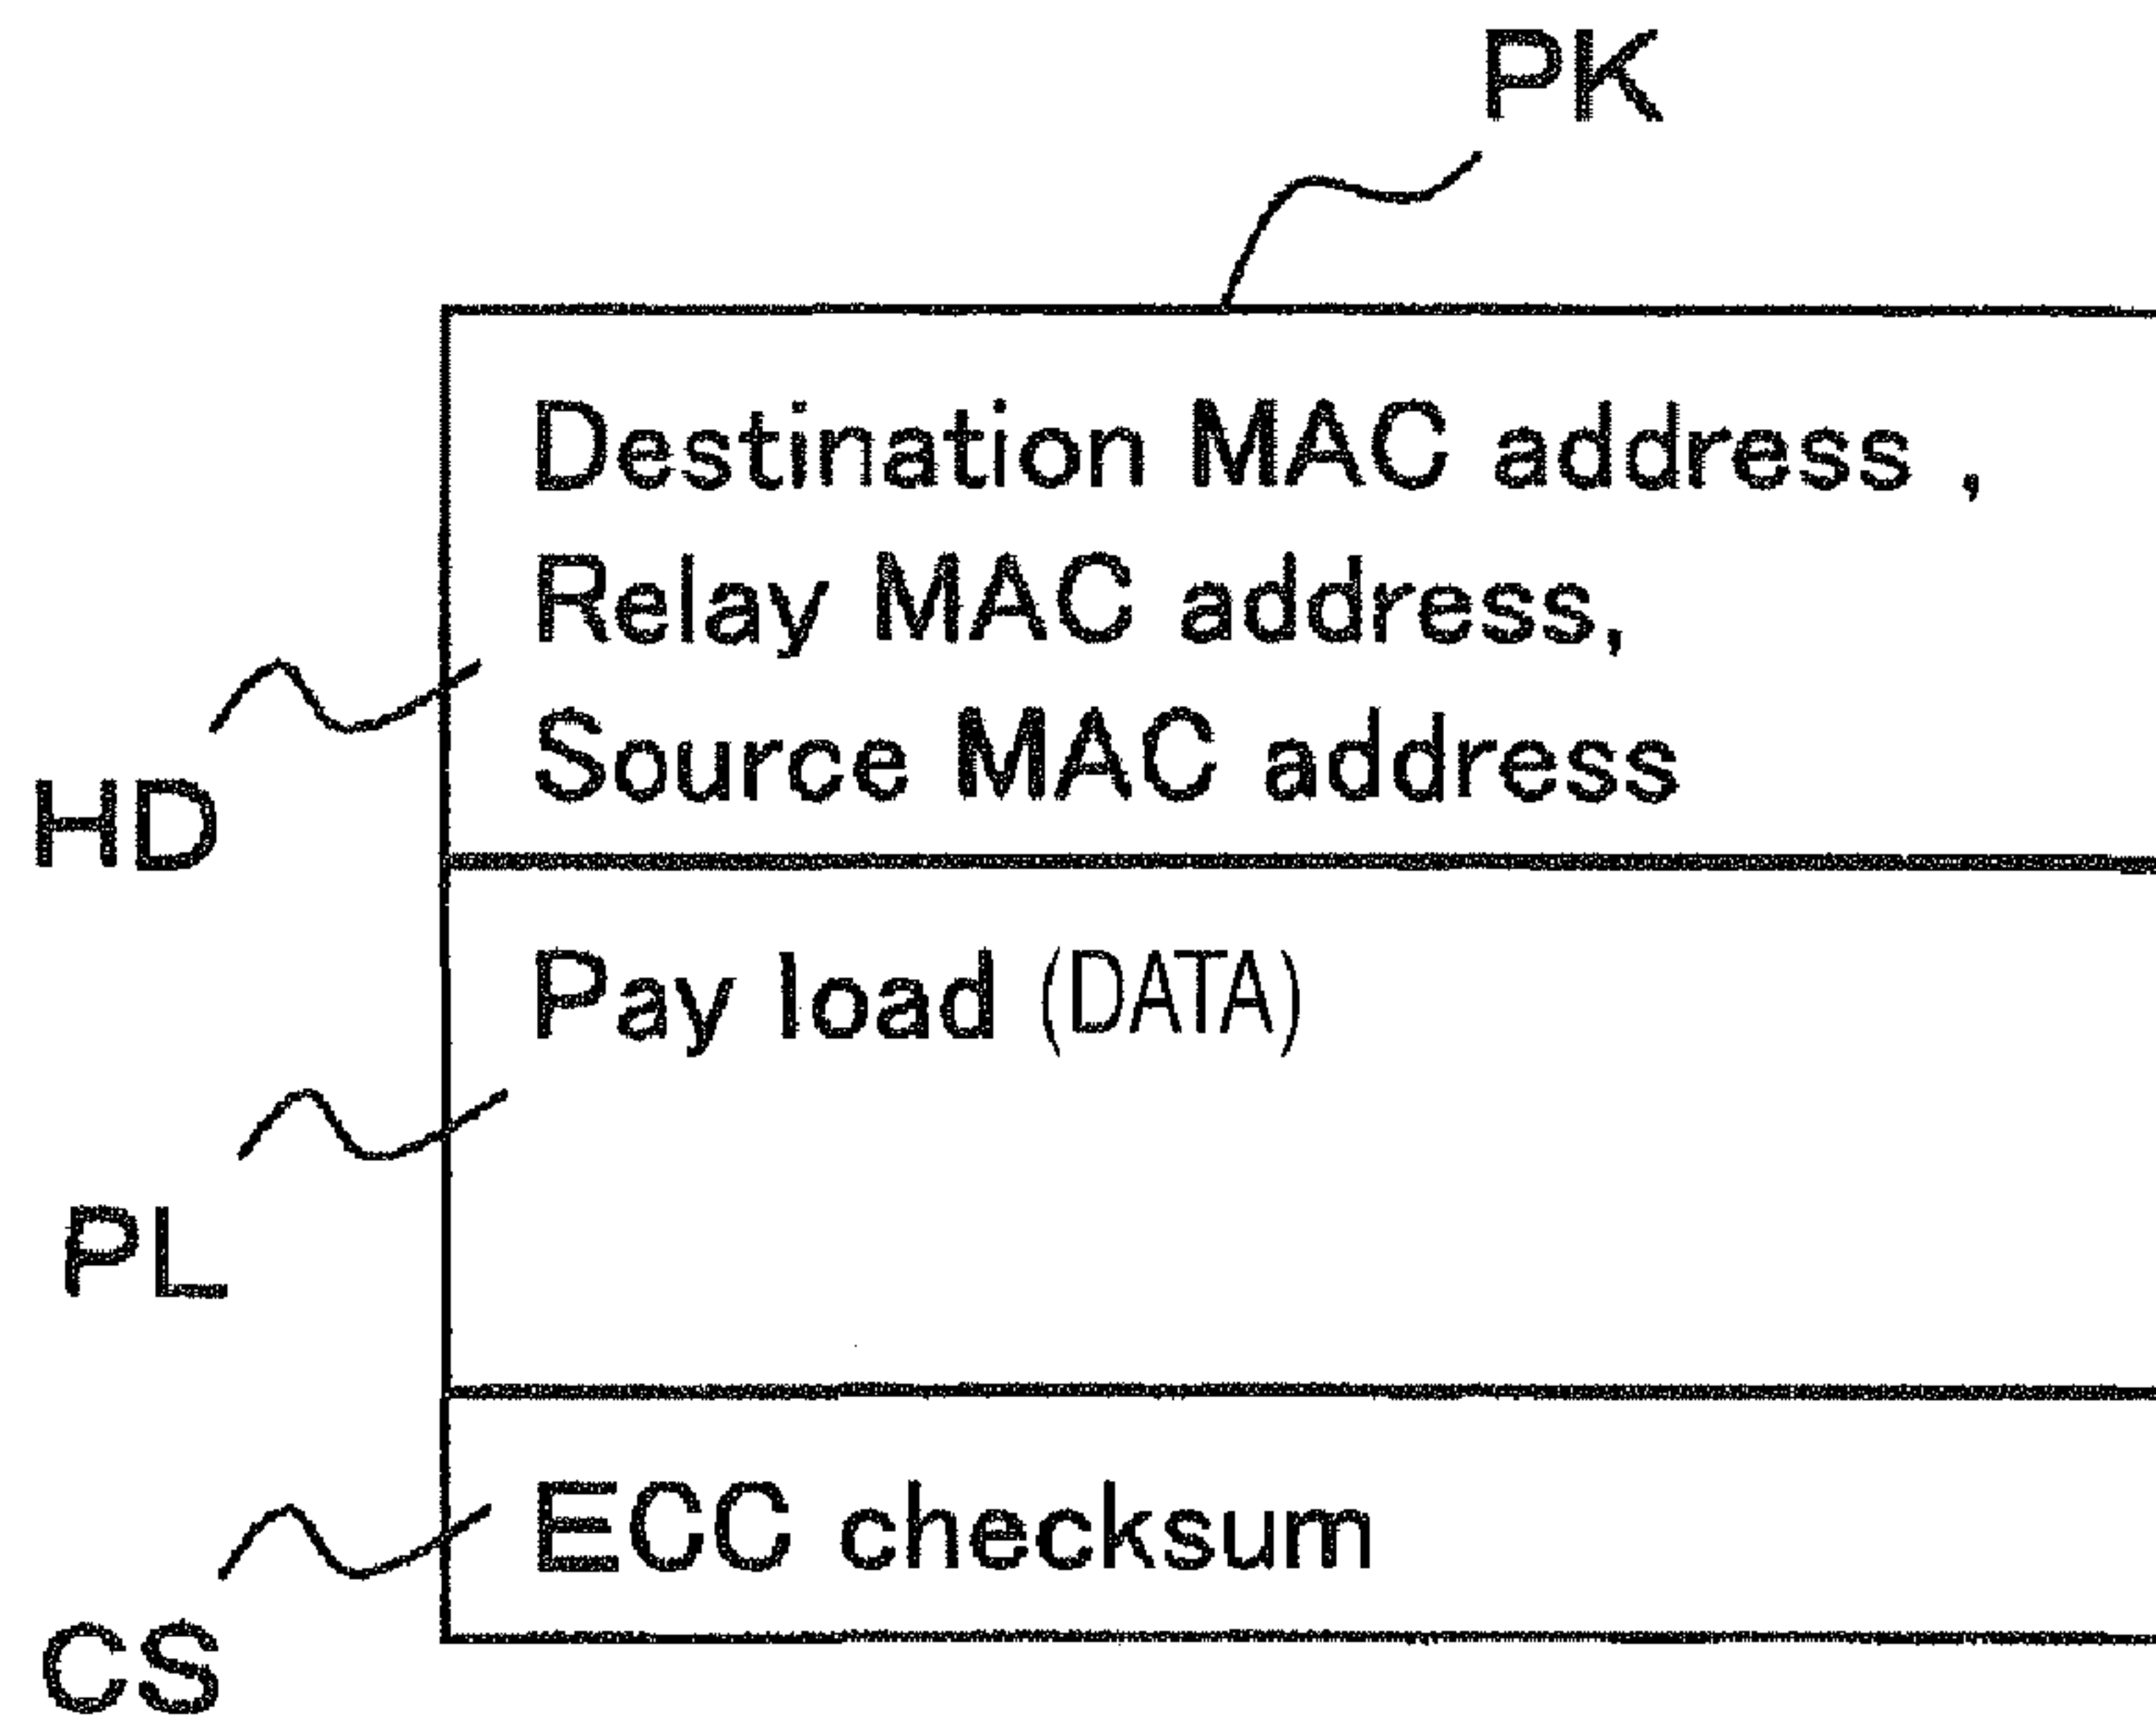 PK
Destination MAC address ,
Relay MAC address,
Source MAC address
HD
Pay load (DATA)
PL
ECC checksum
CS